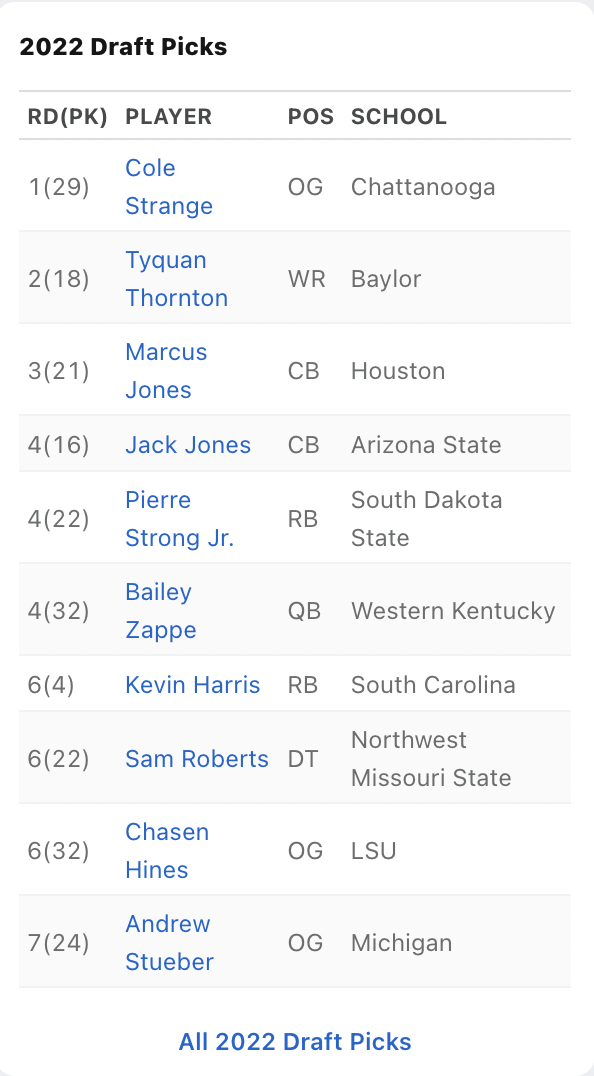 2022 Draft Picks
RD(PK) PLAYER POS SCHOOL
1(29) Cole Strange OG Chattanooga
2(18) Tyquan Thornton WR Baylor
3(21) Marcus Jones CB Houston
4(16) Jack Jones CB Arizona State
4(22) Pierre Strong Jr. RB South Dakota State
4(32) Bailey Zappe QB Western Kentucky
6(4) Kevin Harris RB South Carolina
6(22) Sam Roberts DT Northwest Missouri State
6(32) Chasen Hines OG LSU
7(24) Andrew Stueber OG Michigan
All 2022 Draft Picks